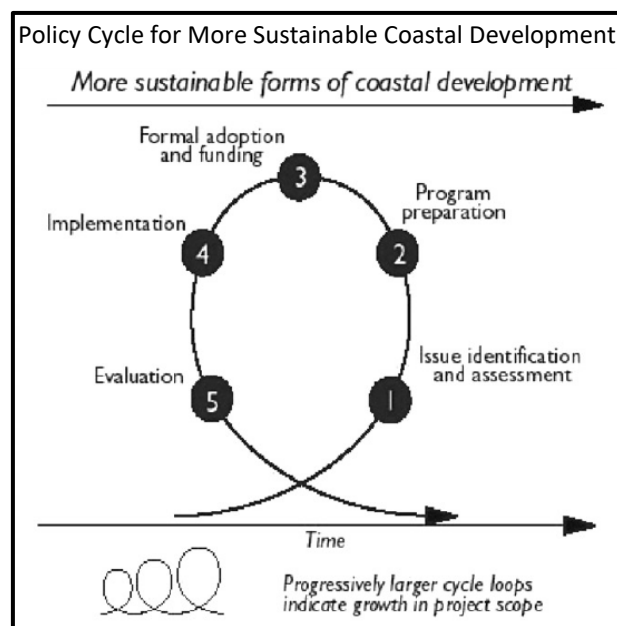 Policy Cycle for More Sustainable Coastal Development
More sustainable forms of coastal development
Formal adoption
and funding
3
Program
preparation
Implementation
4
2
Issue identification
and assessment
Evaluation
5
1
Time
Progressively larger cycle loops
indicate growth in project scope